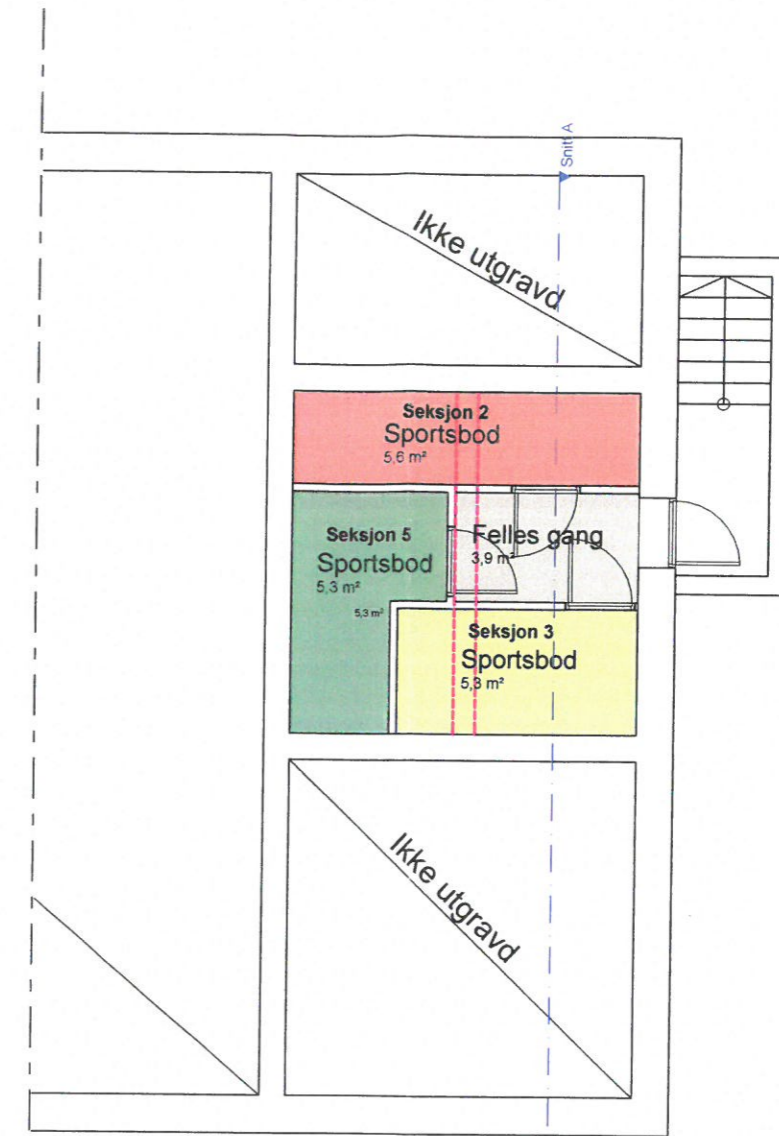 Snitt A
Ikke utgravd
Seksjon 2
Sportsbod
5,6 m²
Seksjon 5
Sportsbod
5,3 m²
5,3 m²
Felles gang
3,9 m²
Seksjon 3
Sportsbod
5,3 m²
Ikke utgravd